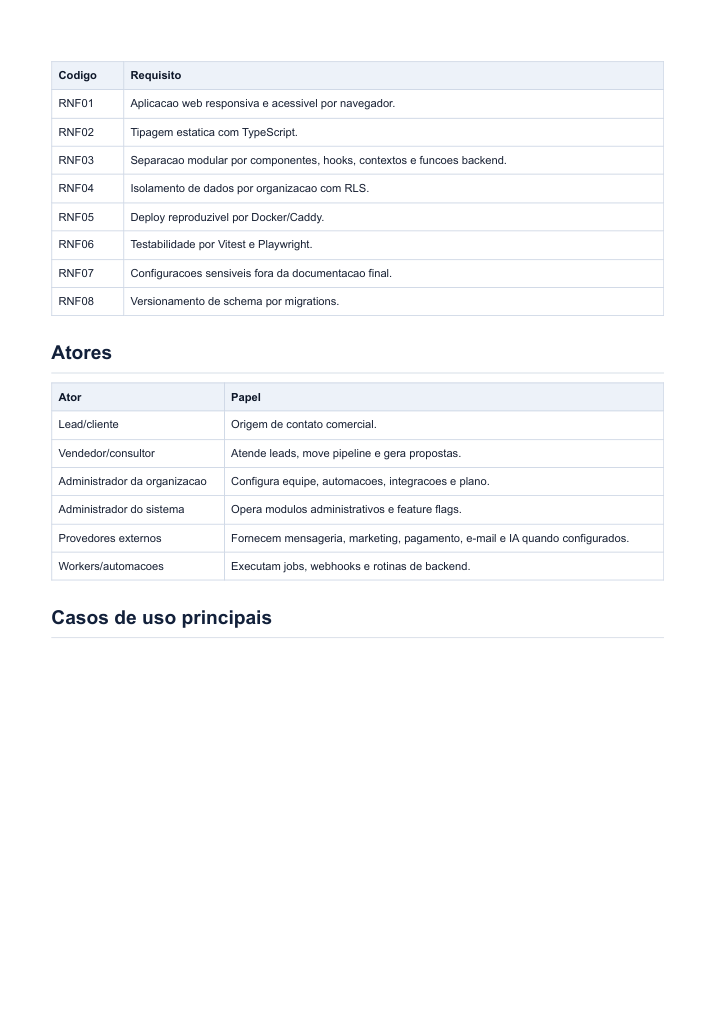 Codigo Requisito
RNF01 Aplicacao web responsiva e acessivel por navegador.
RNF02 Tipagem estatica com TypeScript.
RNF03 Separacao modular por componentes, hooks, contextos e funcoes backend.
RNF04 Isolamento de dados por organizacao com RLS.
RNF05 Deploy reproduzivel por Docker/Caddy.
RNF06 Testabilidade por Vitest e Playwright.
RNF07 Configuracoes sensiveis fora da documentacao final.
RNF08 Versionamento de schema por migrations.
Atores
Ator Papel
Lead/cliente Origem de contato comercial.
Vendedor/consultor Atende leads, move pipeline e gera propostas.
Administrador da organizacao Configura equipe, automacoes, integracoes e plano.
Administrador do sistema Opera modulos administrativos e feature flags.
Provedores externos Fornecem mensageria, marketing, pagamento, e-mail e IA quando configurados.
Workers/automacoes Executam jobs, webhooks e rotinas de backend.
Casos de uso principais